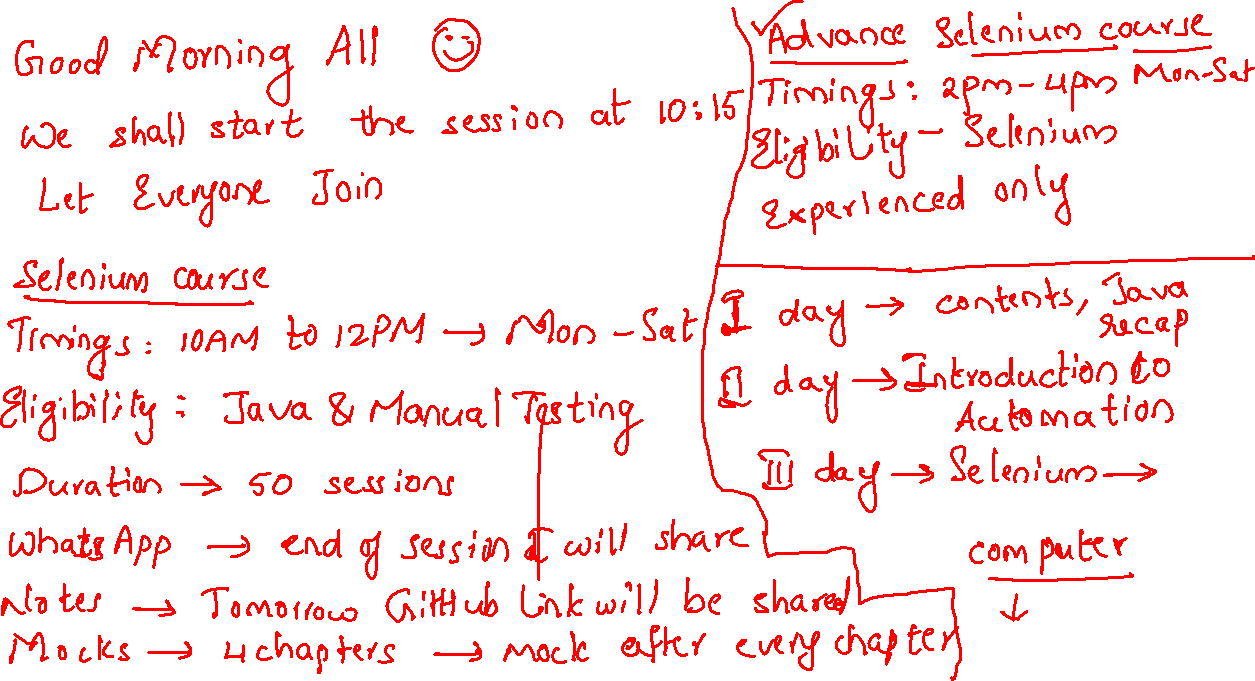 Good Morning All
We shall start the session at 10:15
Let Everyone Join
Selenium course
Timings: 10AM to 12PM → Mon-Sat
Eligibility: Java & Manual Testing
Duration → 50 sessions
WhatsApp → end of session I will share
Notes → Tomorrow GitHub Link will be shared
Mocks → 4 chapters → mock after every chapter
Advance Selenium course
Timings: 2pm-4pm Mon-Sat
Eligibility - Selenium
Experienced only
I day → contents, Java
recap
II day → Introduction to
Automation
III day → Selenium →
computer
↓